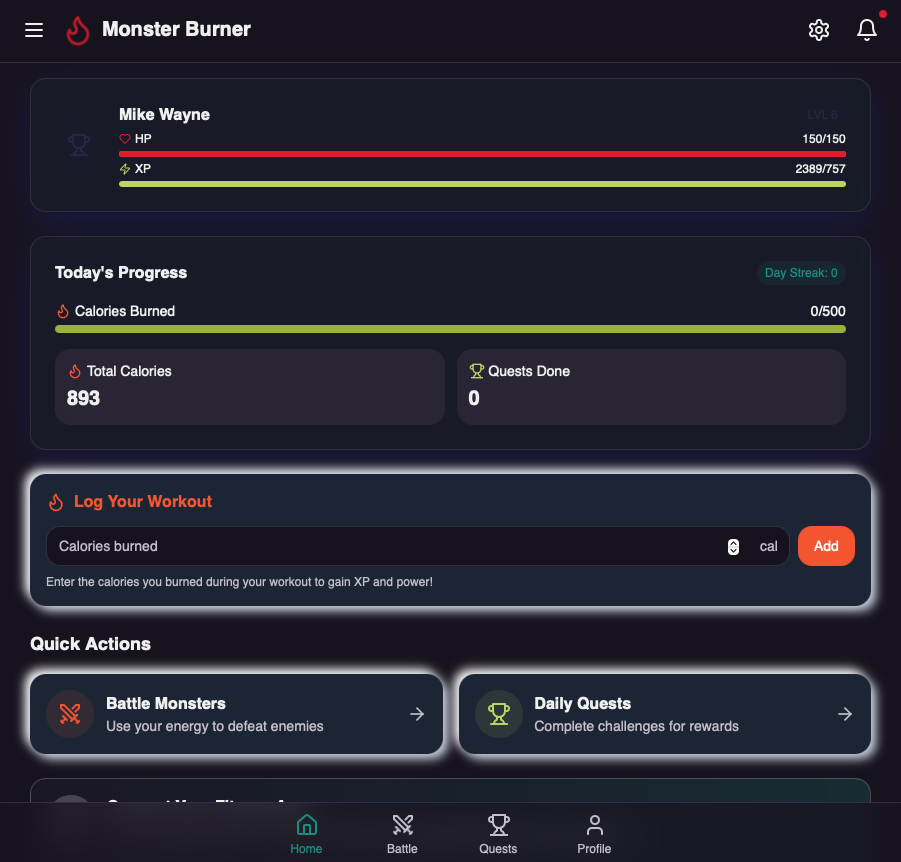 Monster Burner
Mike Wayne
LVL 6
HP
150/150
XP
2389/757
Today's Progress
Day Streak: 0
Calories Burned
0/500
Total Calories
893
Quests Done
0
Log Your Workout
Calories burned
cal
Add
Enter the calories you burned during your workout to gain XP and power!
Quick Actions
Battle Monsters
Use your energy to defeat enemies
Daily Quests
Complete challenges for rewards
Home
Battle
Quests
Profile